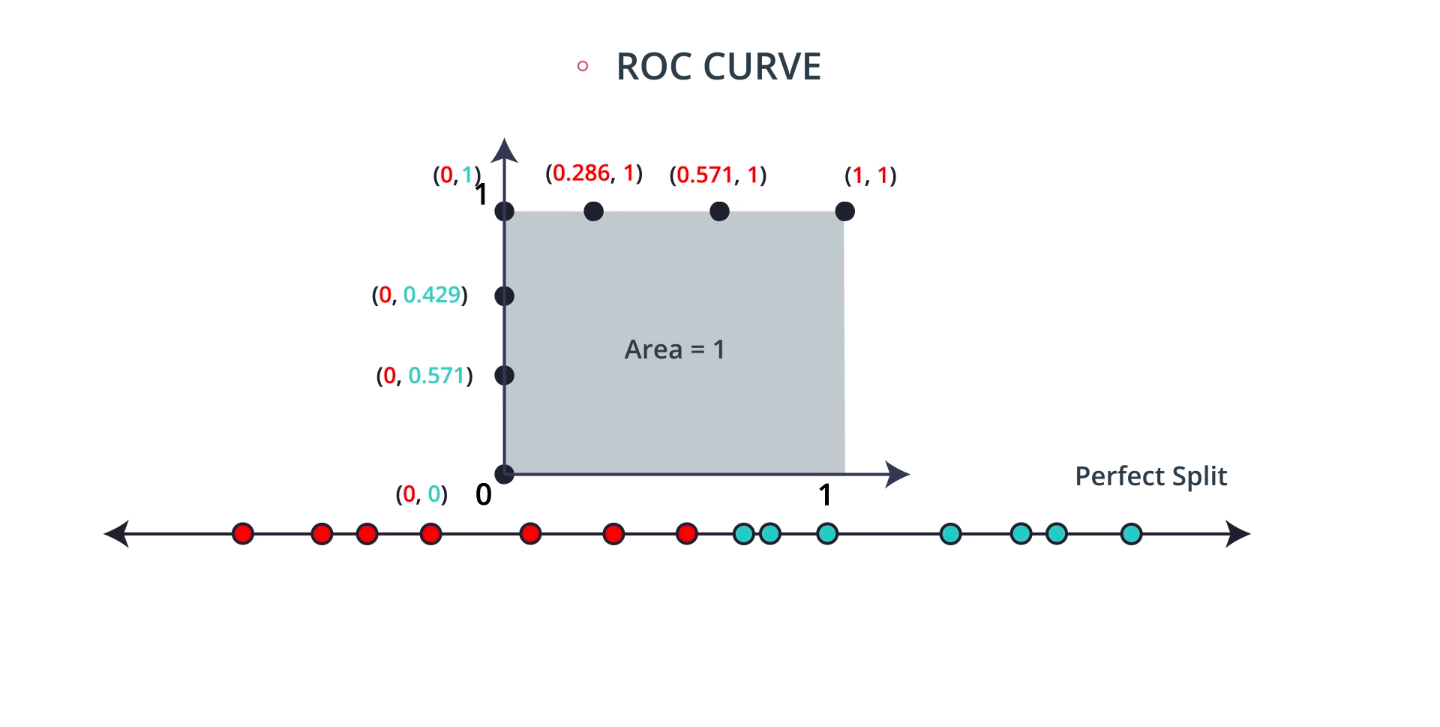 ROC CURVE
(0,1) (0.286, 1) (0.571, 1) (1, 1)
1
(0, 0.429)
Area = 1
(0, 0.571)
Perfect Split
(0, 0) 0 1